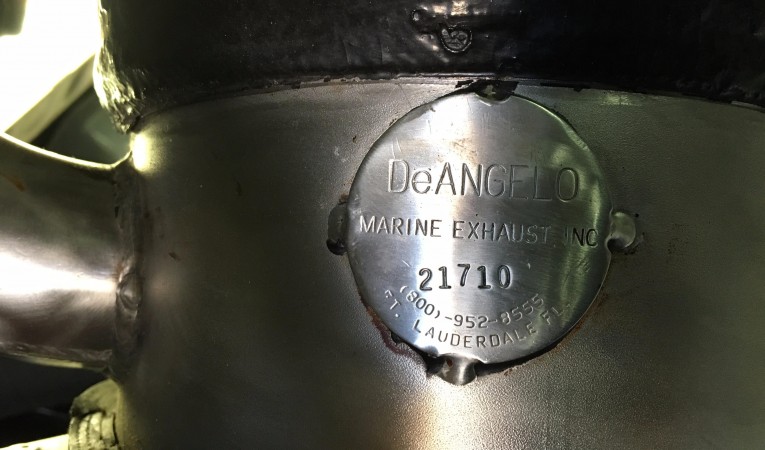 DeANGELO
MARINE EXHAUST, INC
21710
(800)-952-8555
FT. LAUDERDALE FL.